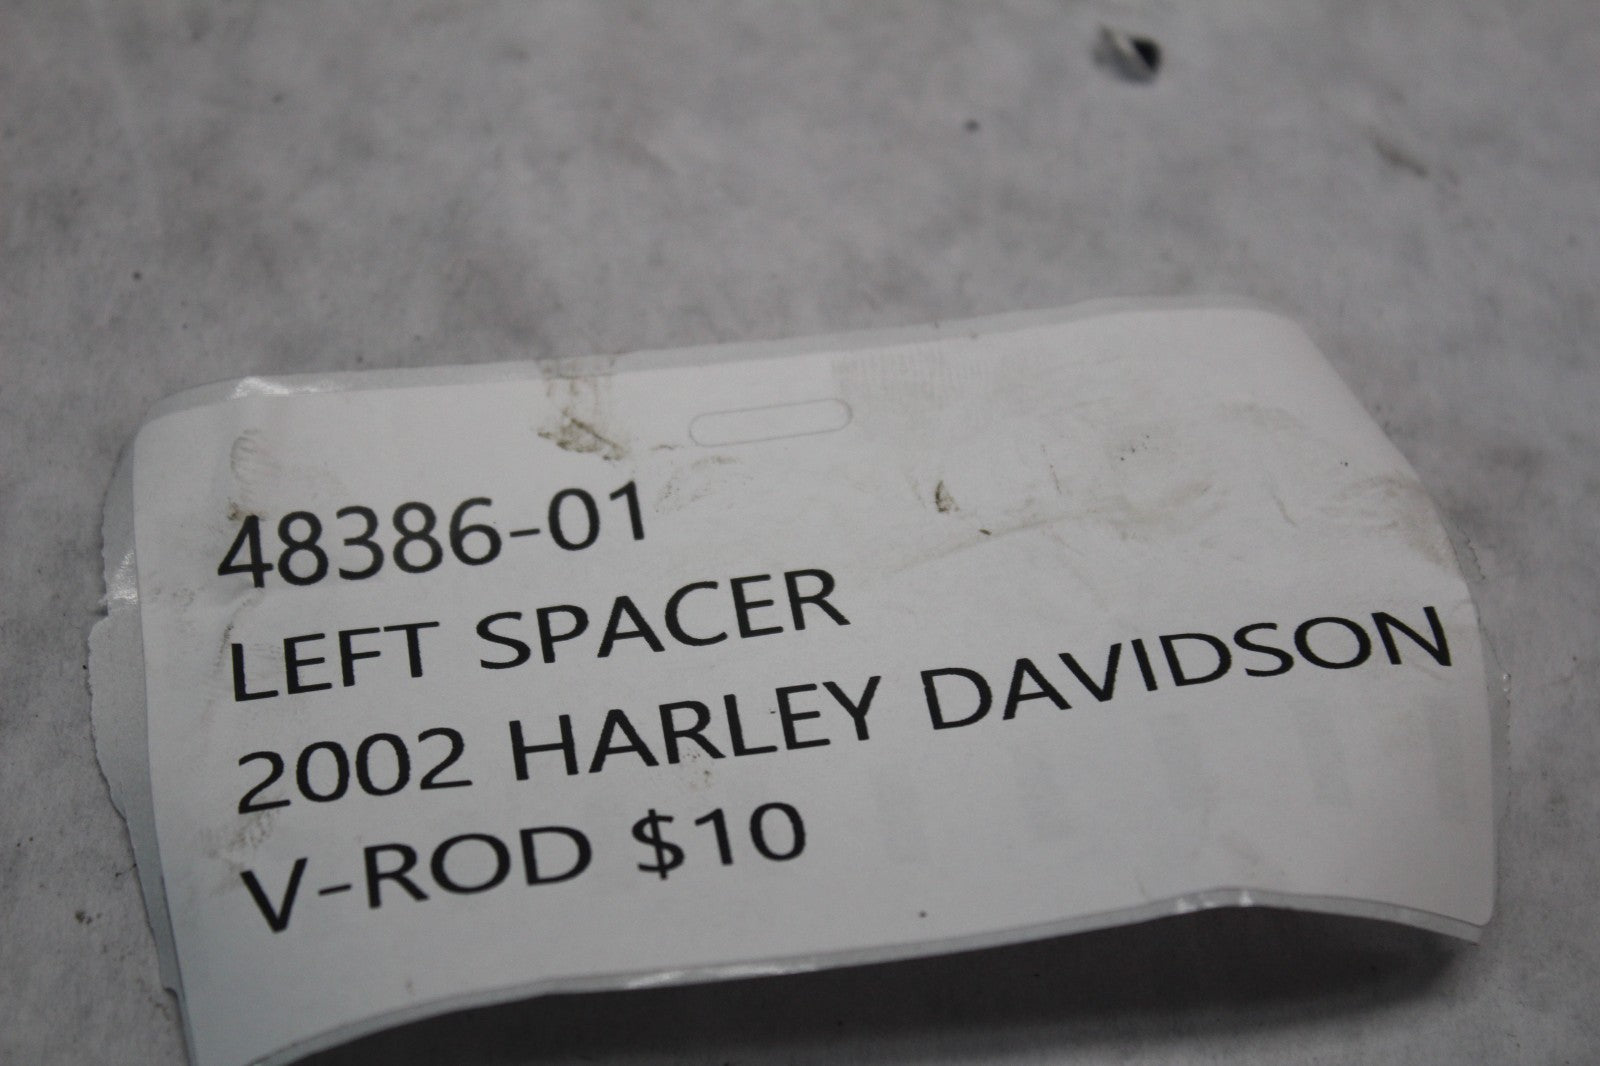 48386-01
LEFT SPACER
2002 HARLEY DAVIDSON
V-ROD $10